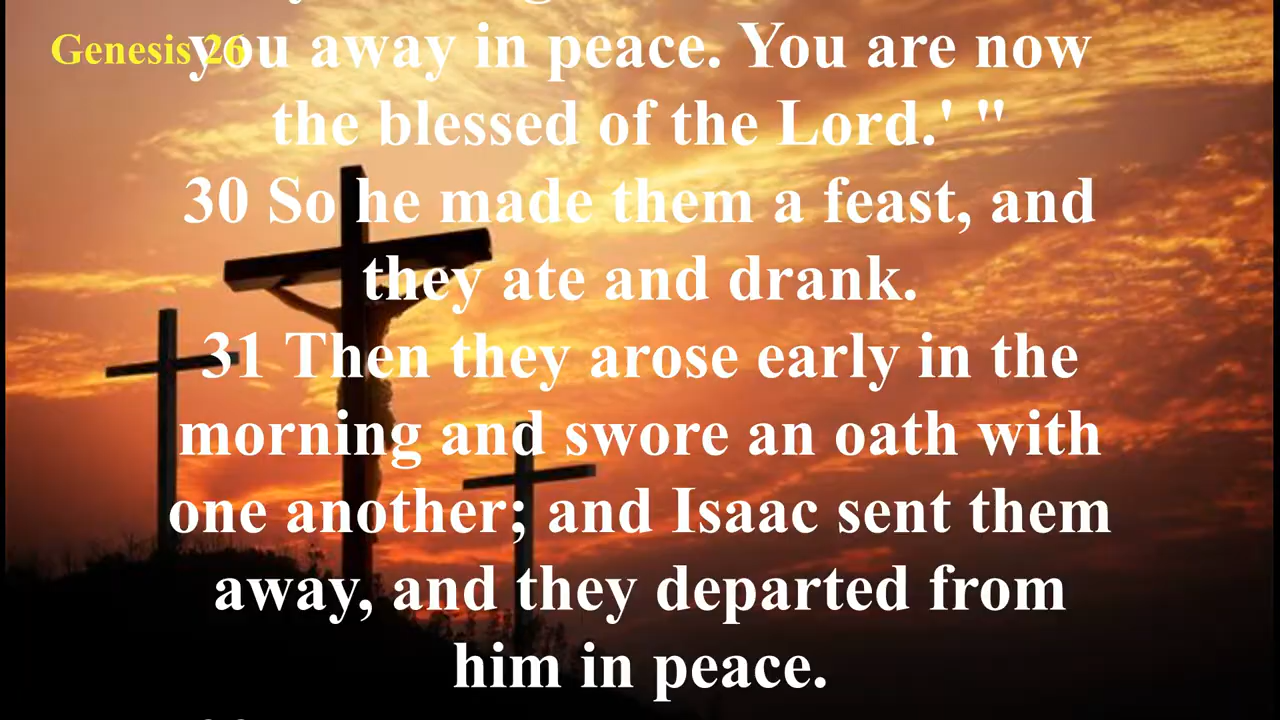 Genesis 26
you away in peace. You are now
the blessed of the Lord.' "
30 So he made them a feast, and
they ate and drank.
31 Then they arose early in the
morning and swore an oath with
one another; and Isaac sent them
away, and they departed from
him in peace.